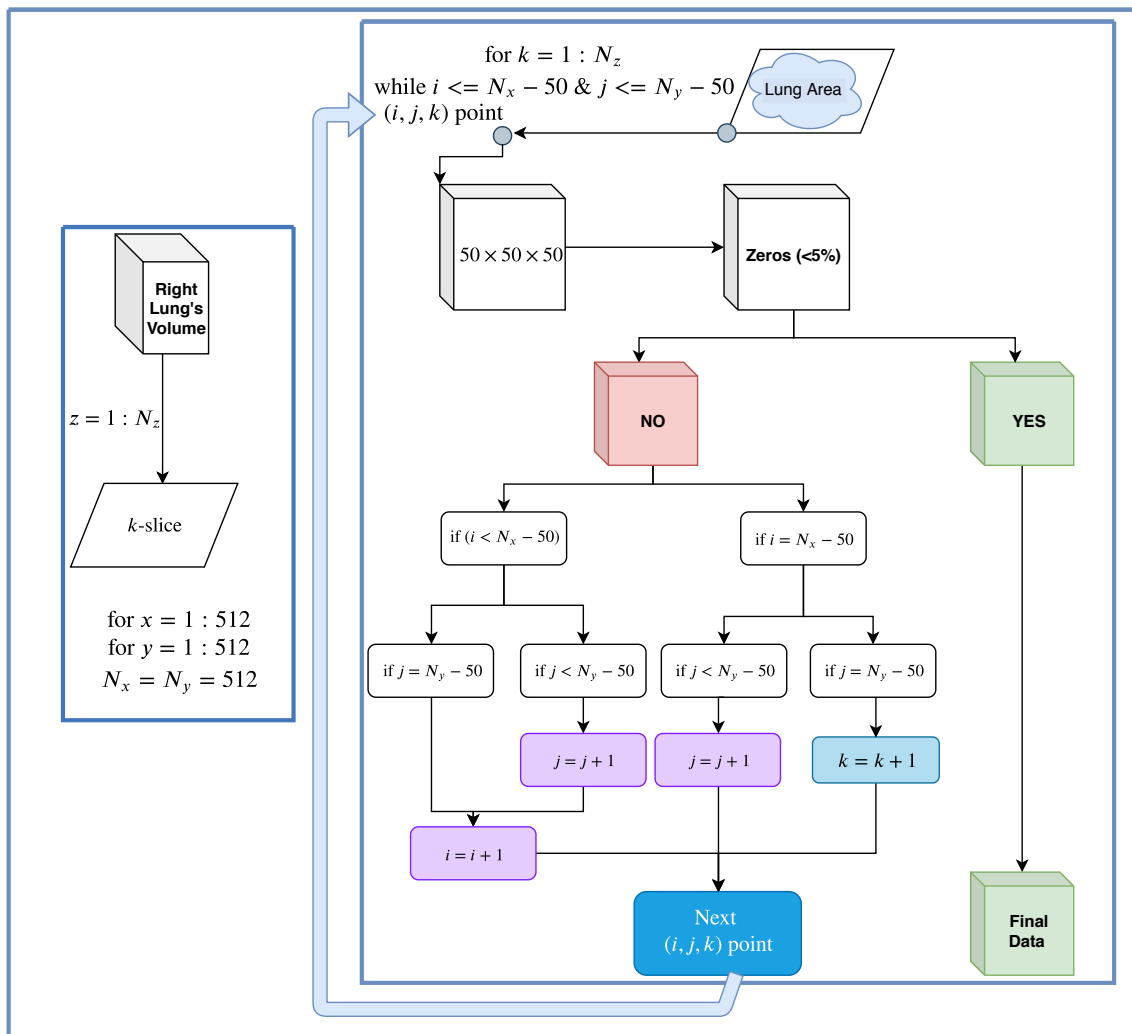 Right
Lung's
Volume
z = 1 : N_z
k-slice
for x = 1 : 512
for y = 1 : 512
N_x = N_y = 512
for k = 1 : N_z
while i <= N_x − 50 & j <= N_y − 50
(i, j, k) point
Lung Area
50 × 50 × 50
Zeros (<5%)
NO
YES
if (i < N_x − 50)
if i = N_x − 50
if j = N_y − 50
if j < N_y − 50
if j < N_y − 50
if j = N_y − 50
j = j + 1
j = j + 1
k = k + 1
i = i + 1
Next
(i, j, k) point
Final
Data